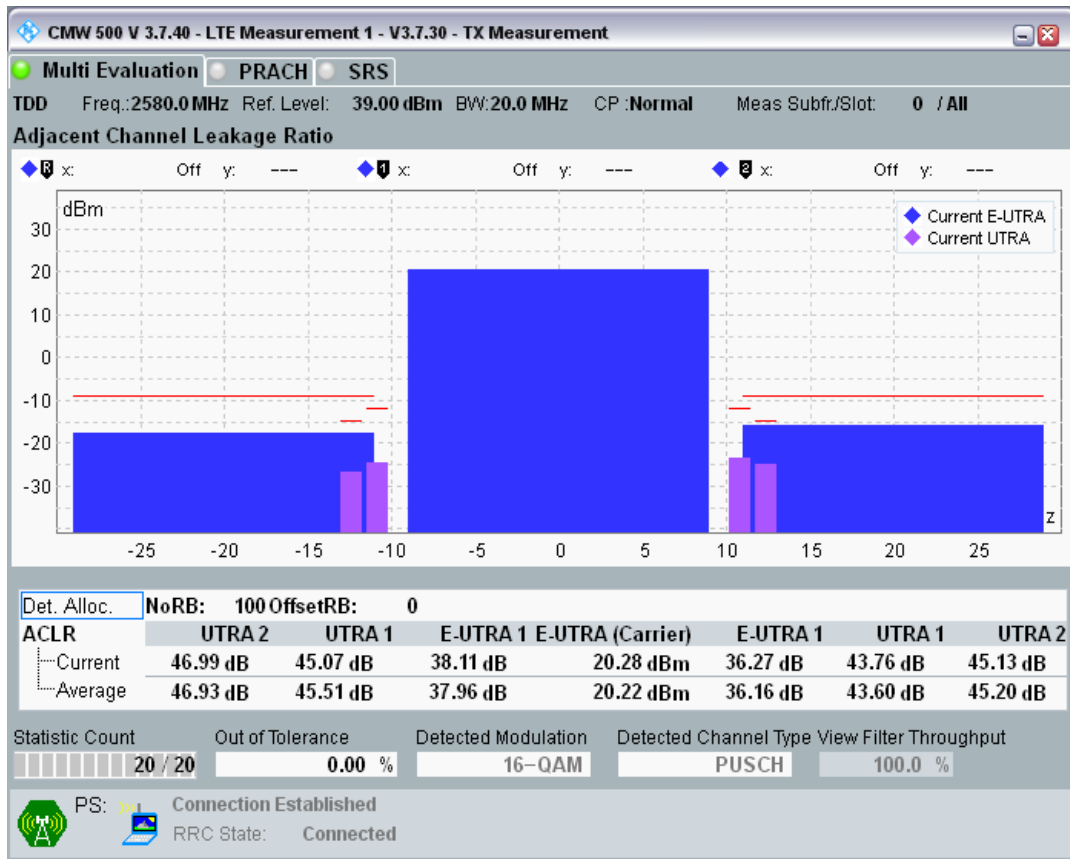 CMW 500 V 3.7.40 - LTE Measurement 1 - V3.7.30 - TX Measurement
Multi Evaluation PRACH SRS
TDD Freq.:2580.0 MHz Ref. Level: 39.00 dBm BW:20.0 MHz CP :Normal Meas Subfr./Slot: 0 / All
Adjacent Channel Leakage Ratio
R x: Off y: --- 1 x: Off y: --- 2 x: Off y: ---
dBm
Current E-UTRA
Current UTRA
30
20
10
0
-10
-20
-30
z
-25 -20 -15 -10 -5 0 5 10 15 20 25
Det. Alloc. NoRB: 100 OffsetRB: 0
ACLR UTRA 2 UTRA 1 E-UTRA 1 E-UTRA (Carrier) E-UTRA 1 UTRA 1 UTRA 2
Current 46.99 dB 45.07 dB 38.11 dB 20.28 dBm 36.27 dB 43.76 dB 45.13 dB
Average 46.93 dB 45.51 dB 37.96 dB 20.22 dBm 36.16 dB 43.60 dB 45.20 dB
Statistic Count Out of Tolerance Detected Modulation Detected Channel Type View Filter Throughput
20 / 20 0.00 % 16-QAM PUSCH 100.0 %
PS: Connection Established
RRC State: Connected